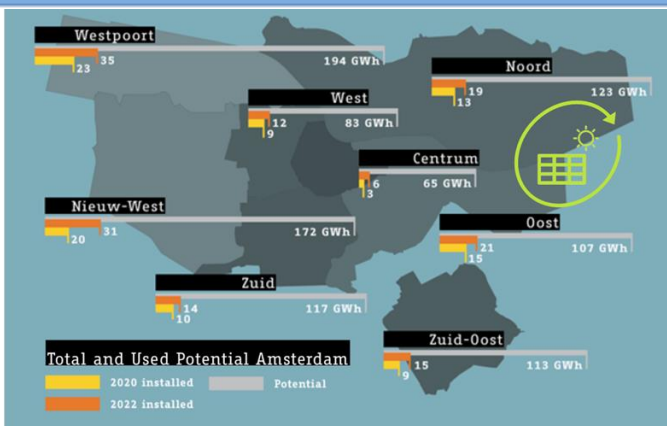 Westpoort
35
23
194 GWh
Noord
19
13
123 GWh
West
12
9
83 GWh
Centrum
6
3
65 GWh
Nieuw-West
31
20
172 GWh
Oost
21
15
107 GWh
Zuid
14
10
117 GWh
Zuid-Oost
15
9
113 GWh
Total and Used Potential Amsterdam
2020 installed
Potential
2022 installed